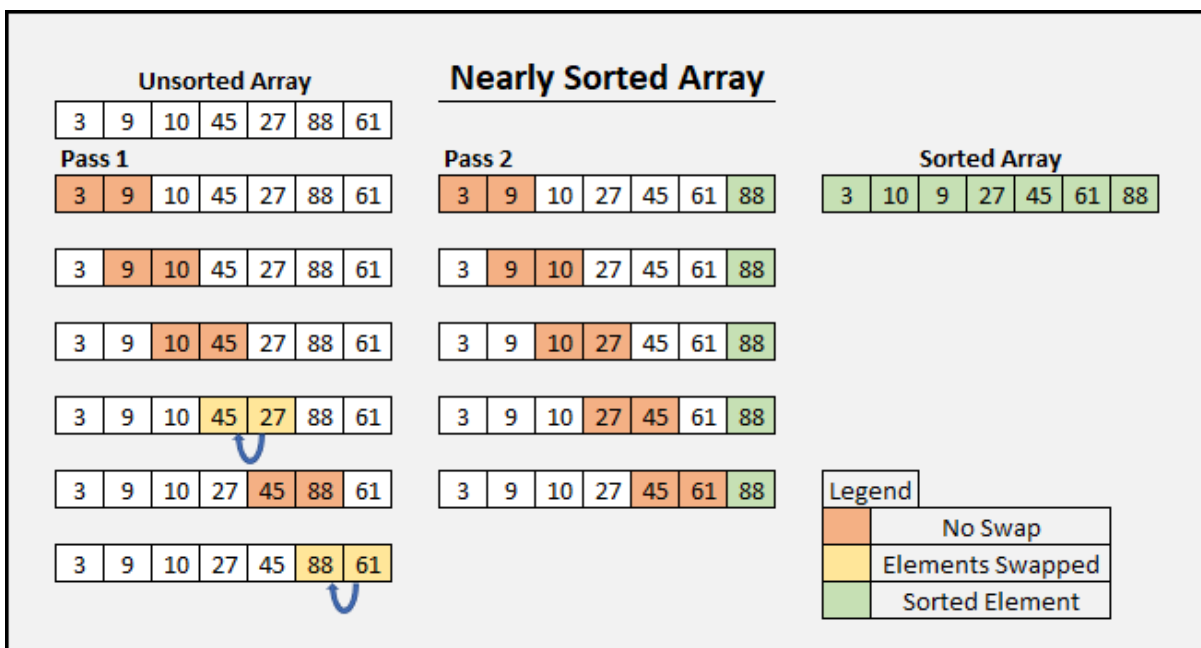 Nearly Sorted Array
Unsorted Array
3 9 10 45 27 88 61
Pass 1
3 9 10 45 27 88 61
3 9 10 45 27 88 61
3 9 10 45 27 88 61
3 9 10 45 27 88 61
3 9 10 27 45 88 61
3 9 10 27 45 88 61
Pass 2
3 9 10 27 45 61 88
3 9 10 27 45 61 88
3 9 10 27 45 61 88
3 9 10 27 45 61 88
3 9 10 27 45 61 88
Sorted Array
3 10 9 27 45 61 88
Legend
No Swap
Elements Swapped
Sorted Element